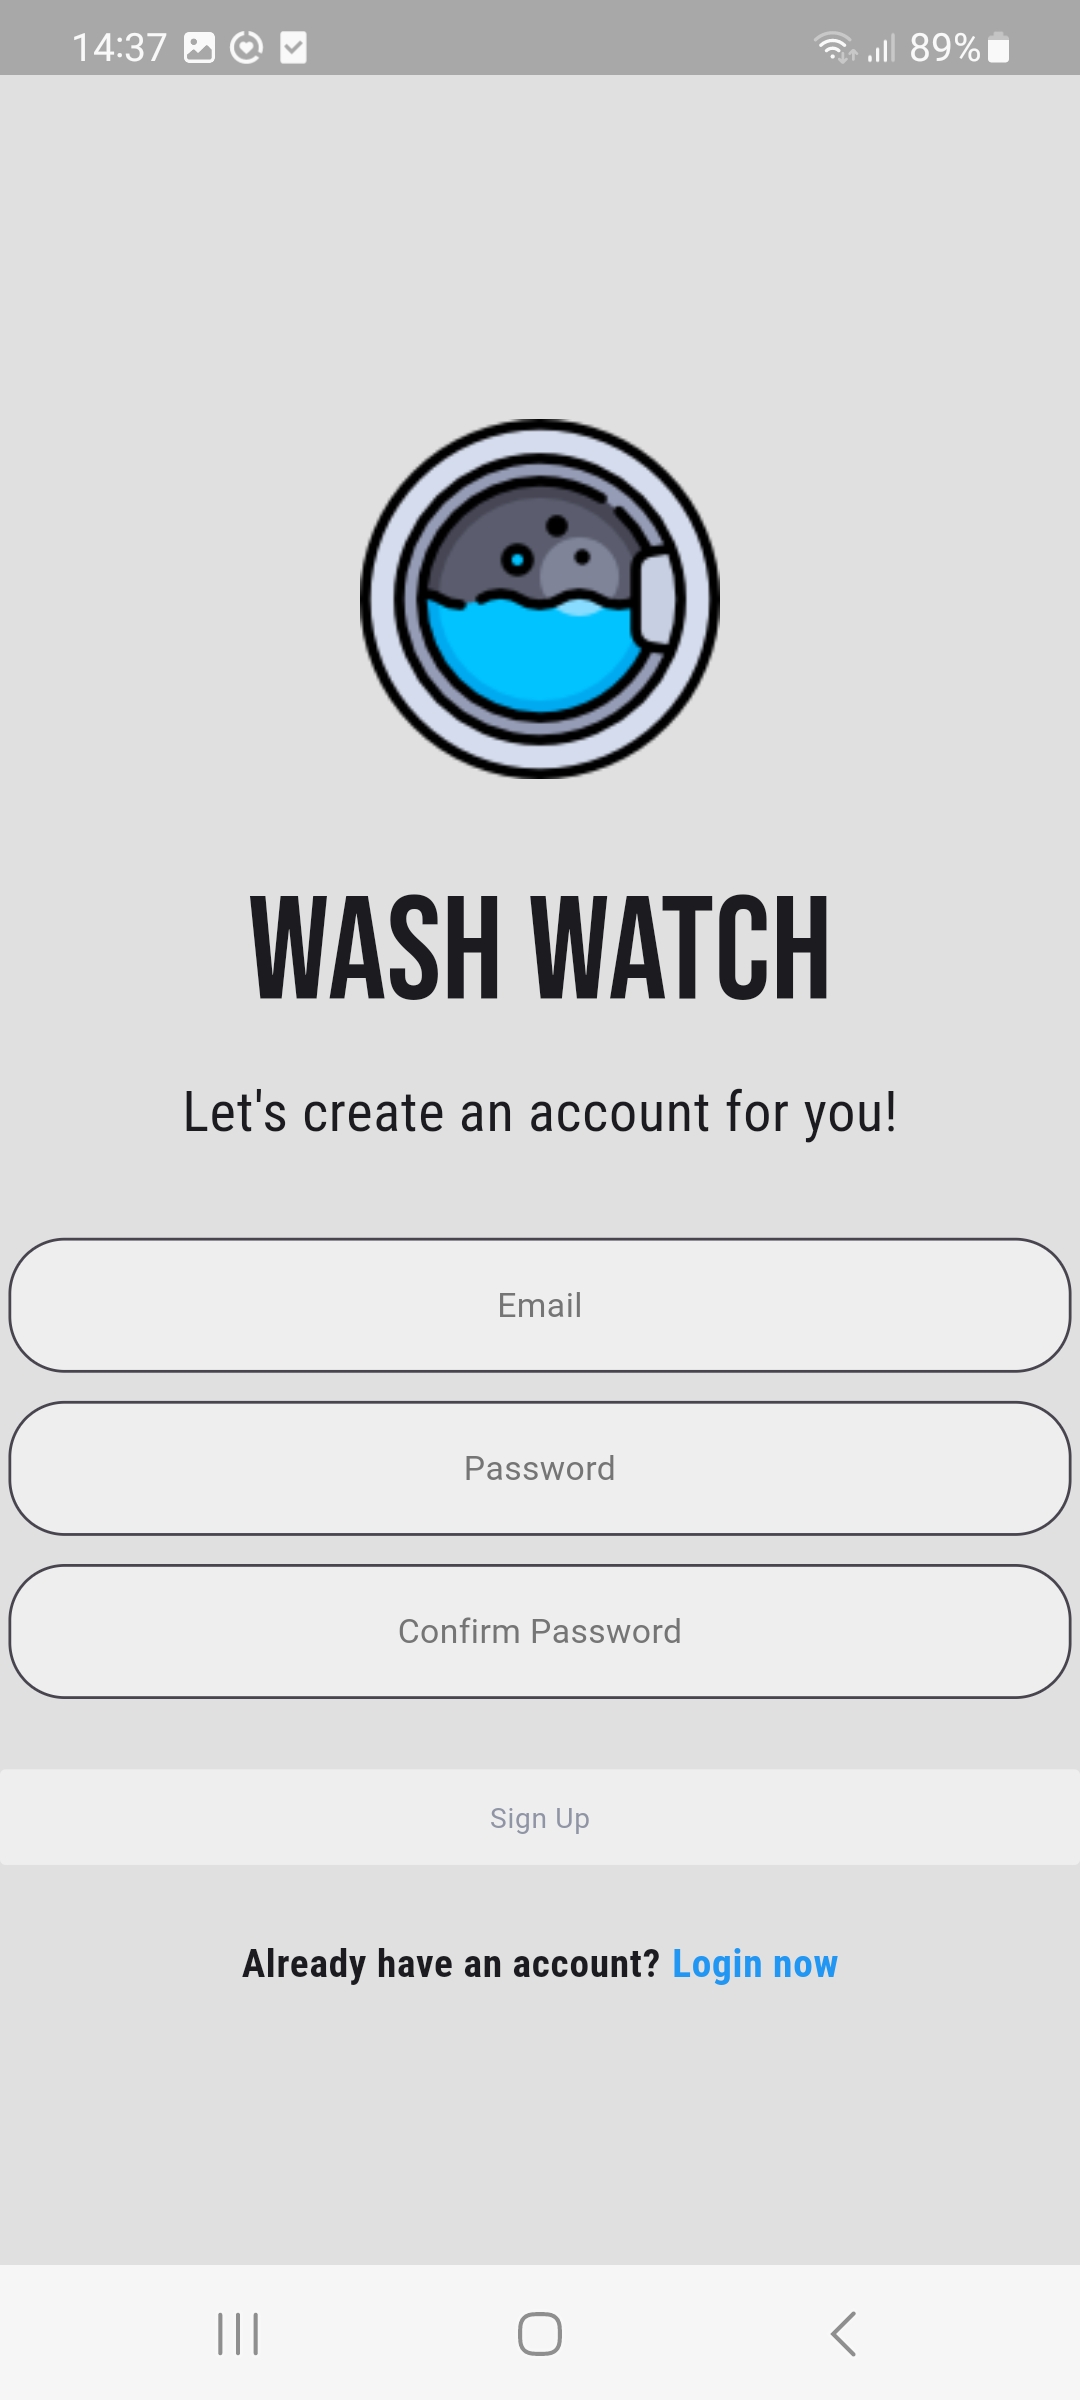 14:37 89%
WASH WATCH
Let's create an account for you!
Email
Password
Confirm Password
Sign Up
Already have an account? Login now